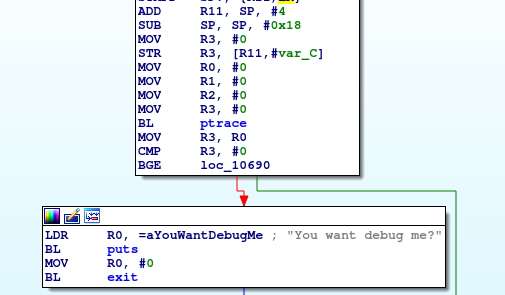 ADD R11, SP, #4
SUB SP, SP, #0x18
MOV R3, #0
STR R3, [R11,#var_C]
MOV R0, #0
MOV R1, #0
MOV R2, #0
MOV R3, #0
BL ptrace
MOV R3, R0
CMP R3, #0
BGE loc_10690
LDR R0, =aYouWantDebugMe ; "You want debug me?"
BL puts
MOV R0, #0
BL exit